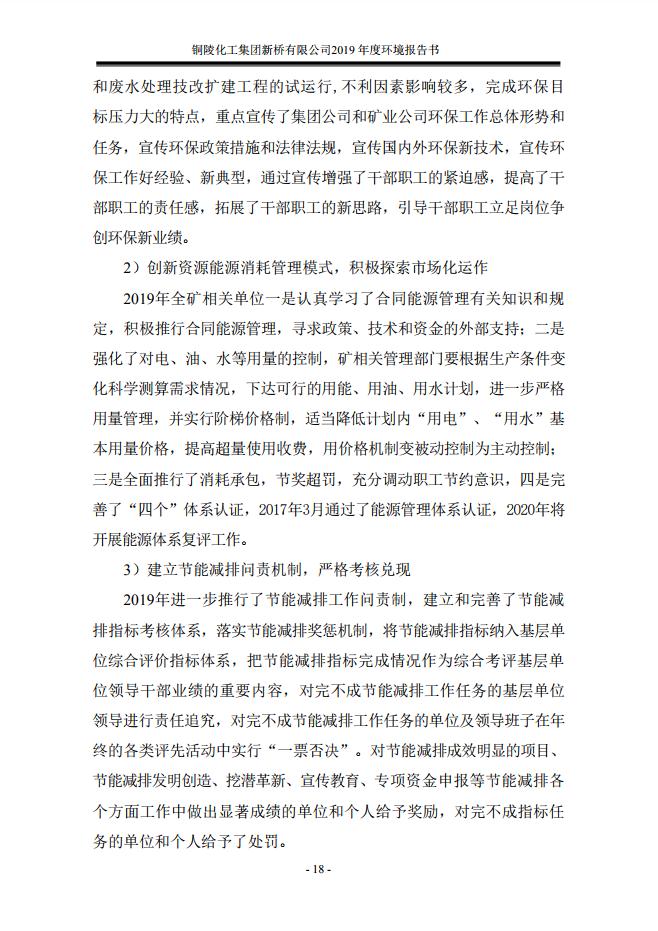 铜陵化工集团新桥有限公司2019 年度环境报告书
和废水处理技改扩建工程的试运行,不利因素影响较多，完成环保目
标压力大的特点，重点宣传了集团公司和矿业公司环保工作总体形势和
任务，宣传环保政策措施和法律法规，宣传国内外环保新技术，宣传环
保工作好经验、新典型，通过宣传增强了干部职工的紧迫感，提高了干
部职工的责任感，拓展了干部职工的新思路，引导干部职工立足岗位争
创环保新业绩。
2）创新资源能源消耗管理模式，积极探索市场化运作
2019年全矿相关单位一是认真学习了合同能源管理有关知识和规
定，积极推行合同能源管理，寻求政策、技术和资金的外部支持；二是
强化了对电、油、水等用量的控制，矿相关管理部门要根据生产条件变
化科学测算需求情况，下达可行的用能、用油、用水计划，进一步严格
用量管理，并实行阶梯价格制，适当降低计划内“用电”、“用水”基
本用量价格，提高超量使用收费，用价格机制变被动控制为主动控制；
三是全面推行了消耗承包，节奖超罚，充分调动职工节约意识，四是完
善了“四个”体系认证，2017年3月通过了能源管理体系认证，2020年将
开展能源体系复评工作。
3）建立节能减排问责机制，严格考核兑现
2019年进一步推行了节能减排工作问责制，建立和完善了节能减
排指标考核体系，落实节能减排奖惩机制，将节能减排指标纳入基层单
位综合评价指标体系，把节能减排指标完成情况作为综合考评基层单
位领导干部业绩的重要内容，对完不成节能减排工作任务的基层单位
领导进行责任追究，对完不成节能减排工作任务的单位及领导班子在年
终的各类评先活动中实行“一票否决”。对节能减排成效明显的项目、
节能减排发明创造、挖潜革新、宣传教育、专项资金申报等节能减排各
个方面工作中做出显著成绩的单位和个人给予奖励，对完不成指标任
务的单位和个人给予了处罚。
- 18 -